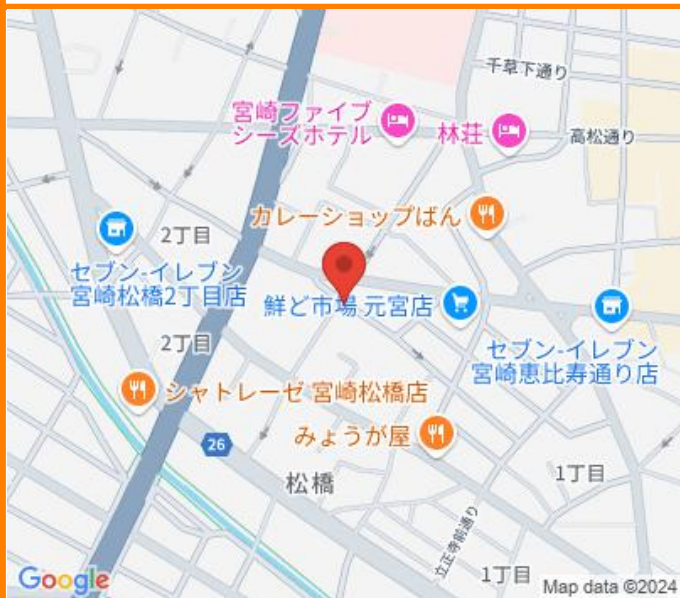 千草下通り
宮崎ファイブ
シーズホテル
林荘
高松通り
カレーショップばん
2丁目
セブン-イレブン
宮崎松橋2丁目店
鮮ど市場 元宮店
2丁目
セブン-イレブン
宮崎恵比寿通り店
シャトレーゼ 宮崎松橋店
みょうが屋
26
松橋
1丁目
立正寺前通り
1丁目
Google
Map data ©2024